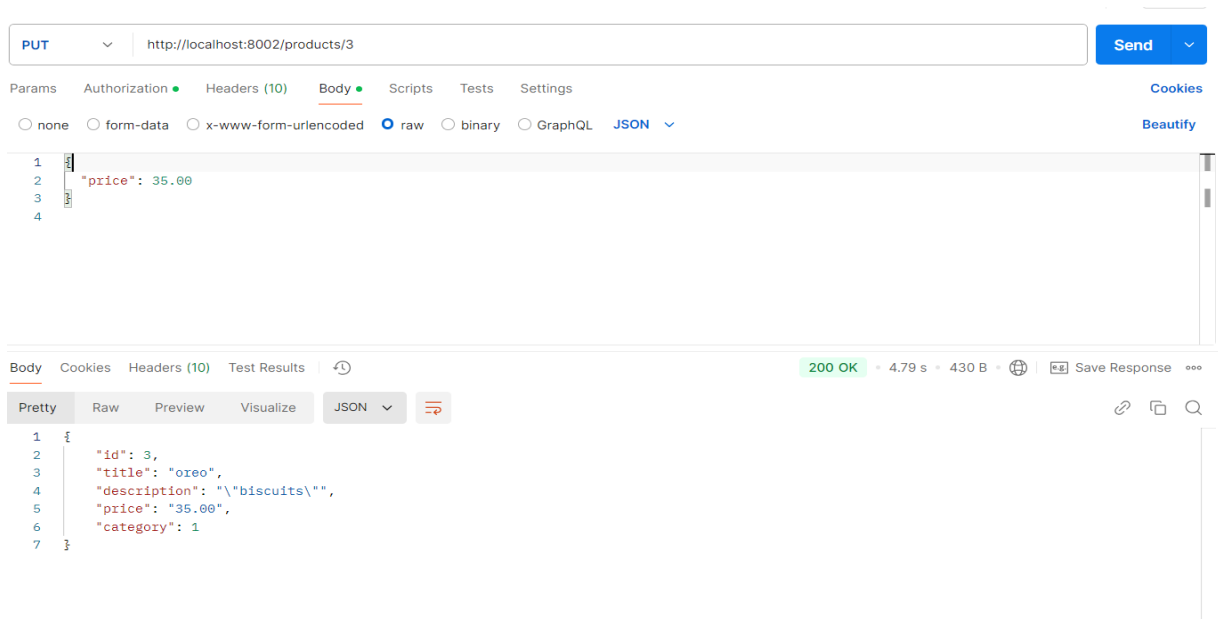 PUT http://localhost:8002/products/3 Send
Params Authorization Headers (10) Body Scripts Tests Settings Cookies
none form-data x-www-form-urlencoded raw binary GraphQL JSON Beautify
1 {
2 "price": 35.00
3 }
4
Body Cookies Headers (10) Test Results 200 OK 4.79 s 430 B e.g. Save Response
Pretty Raw Preview Visualize JSON
1 {
2 "id": 3,
3 "title": "oreo",
4 "description": "\"biscuits\"",
5 "price": "35.00",
6 "category": 1
7 }